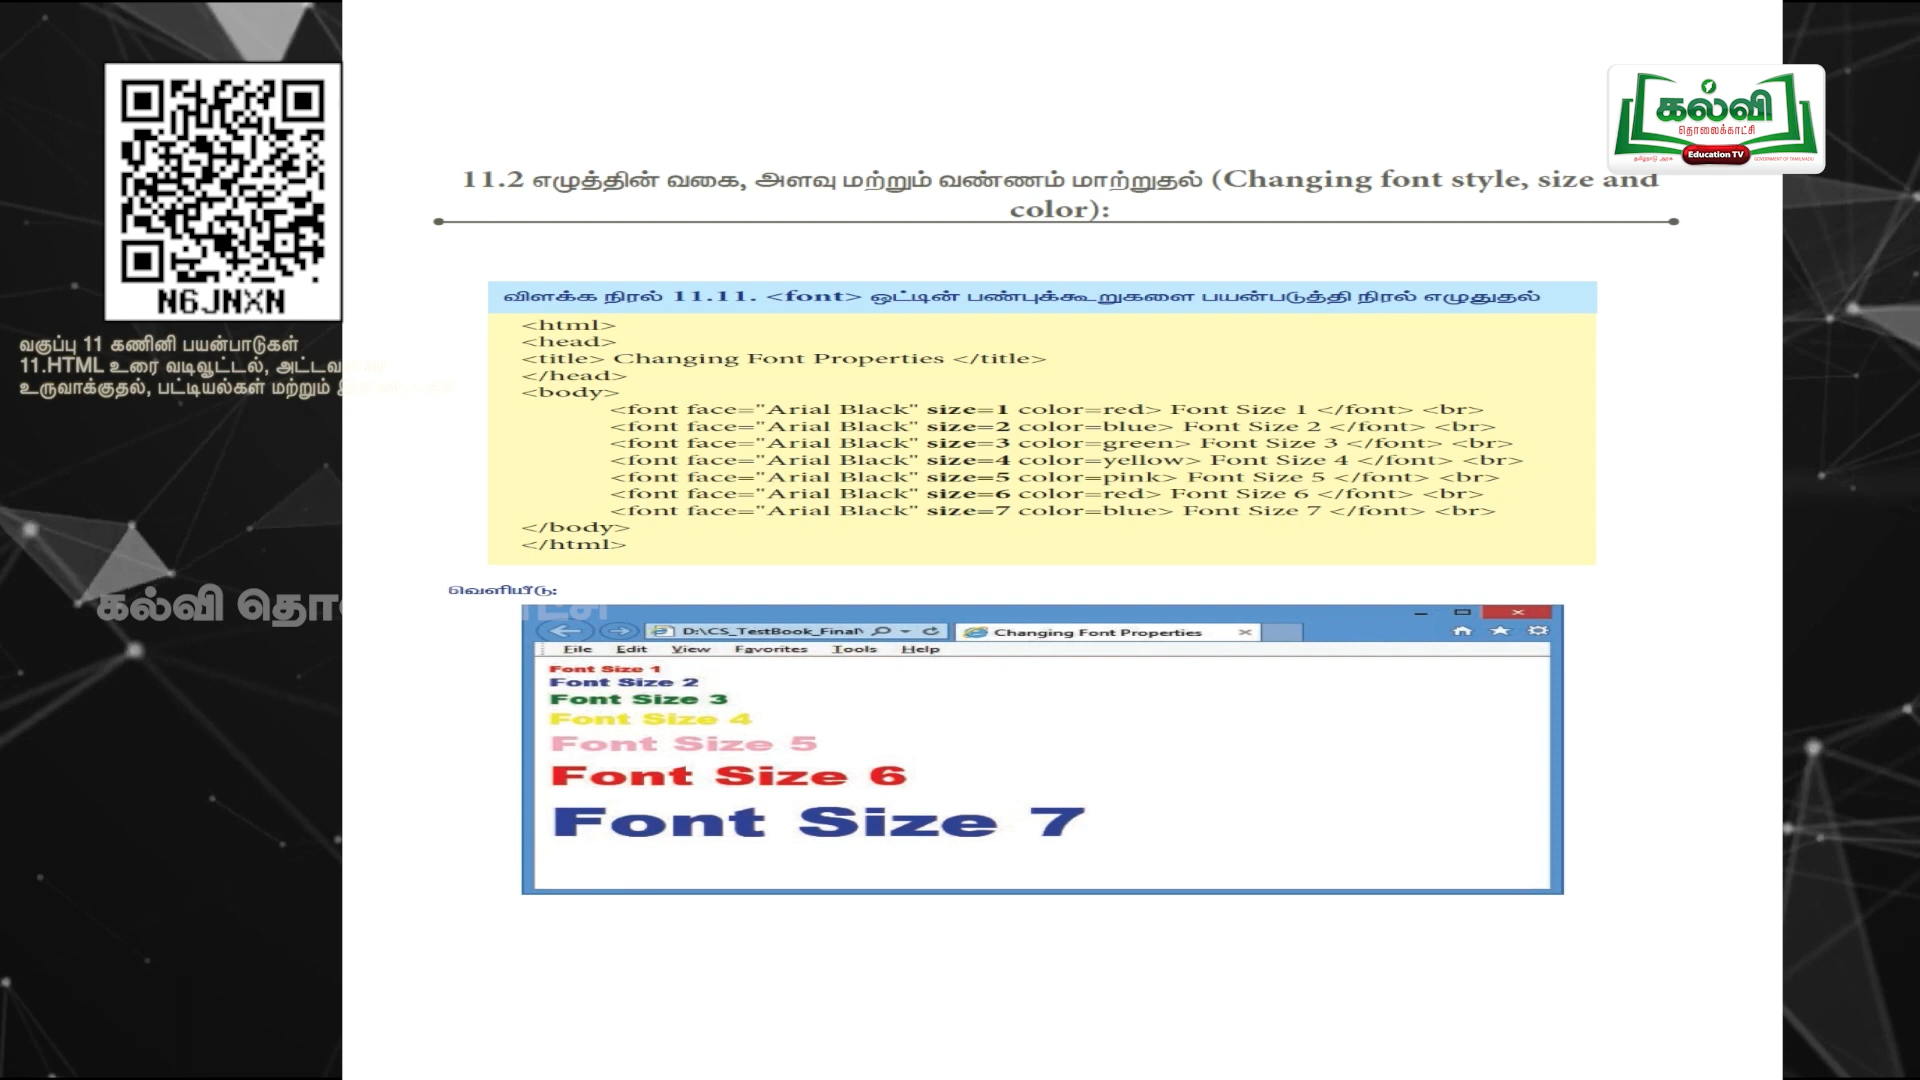 N6JNXN
வகுப்பு 11 கணினி பயன்பாடுகள்
11.HTML உரை வடிவூட்டல்,
உருவாக்குதல், பட்டியல்கள் மற்றும்
கல்வி
கல்வி
தொலைக்காட்சி
தமிழ்நாடு அரசு
Education TV
GOVERNMENT OF TAMILNADU
11.2 எழுத்தின் வகை, அளவு மற்றும் வண்ணம் மாற்றுதல் (Changing font style, size and
color):
விளக்க நிரல் 11.11. <font> ஒட்டின் பண்புக்கூறுகளை பயன்படுத்தி நிரல் எழுதுதல்
<html>
<head>
<title> Changing Font Properties </title>
</head>
<body>
<font face="Arial Black" size=1 color=red> Font Size 1 </font> <br>
<font face="Arial Black" size=2 color=blue> Font Size 2 </font> <br>
<font face="Arial Black" size=3 color=green> Font Size 3 </font> <br>
<font face="Arial Black" size=4 color=yellow> Font Size 4 </font> <br>
<font face="Arial Black" size=5 color=pink> Font Size 5 </font> <br>
<font face="Arial Black" size=6 color=red> Font Size 6 </font> <br>
<font face="Arial Black" size=7 color=blue> Font Size 7 </font> <br>
</body>
</html>
வெளியீடு:
D:\CS_TestBook_Final\ Changing Font Properties
File Edit View Favorites Tools Help
Font Size 1
Font Size 2
Font Size 3
Font Size 4
Font Size 5
Font Size 6
Font Size 7